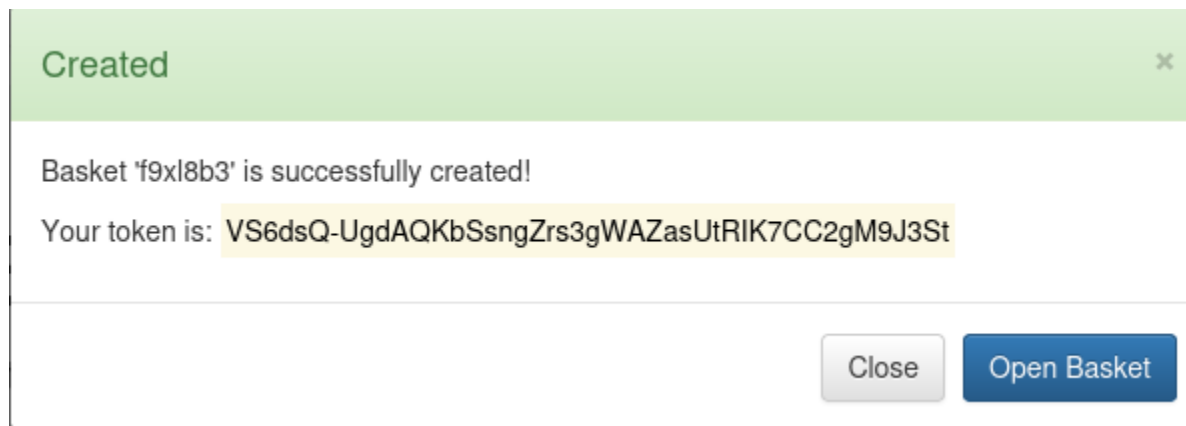 Created
×
Basket 'f9xl8b3' is successfully created!
Your token is: VS6dsQ-UgdAQKbSsngZrs3gWAZasUtRIK7CC2gM9J3St
Close
Open Basket